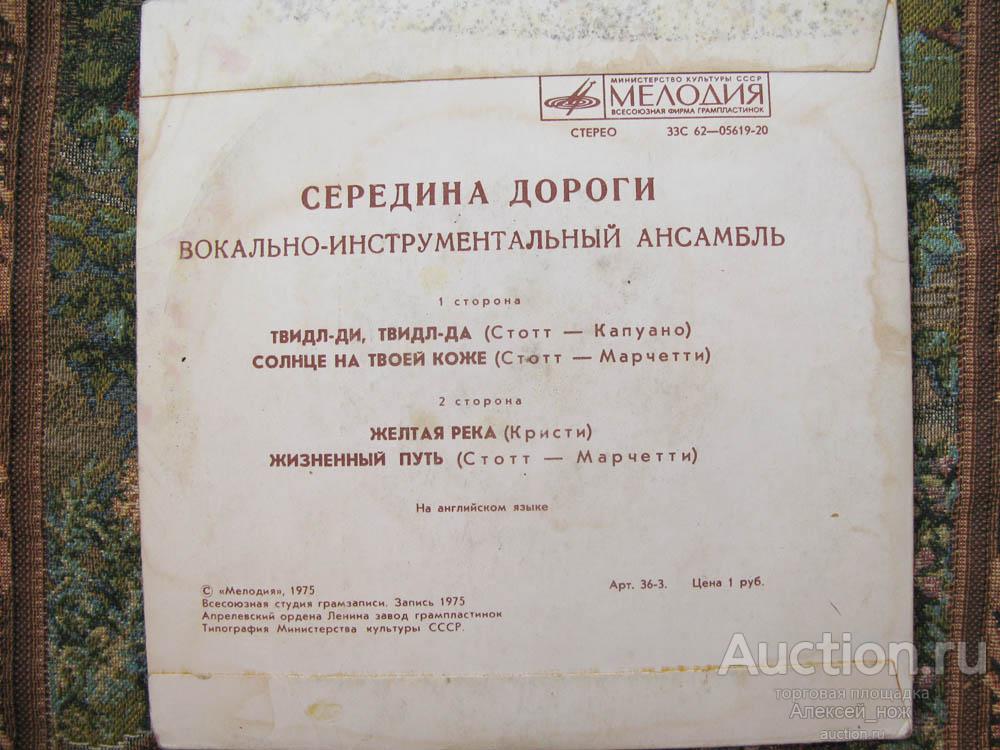 МИНИСТЕРСТВО КУЛЬТУРЫ СССР
МЕЛОДИЯ
ВСЕСОЮЗНАЯ ФИРМА ГРАМПЛАСТИНОК
СТЕРЕО 33С 62—05619-20
СЕРЕДИНА ДОРОГИ
ВОКАЛЬНО-ИНСТРУМЕНТАЛЬНЫЙ АНСАМБЛЬ
1 сторона
ТВИДЛ-ДИ, ТВИДЛ-ДА (Стотт — Капуано)
СОЛНЦЕ НА ТВОЕЙ КОЖЕ (Стотт — Марчетти)
2 сторона
ЖЕЛТАЯ РЕКА (Кристи)
ЖИЗНЕННЫЙ ПУТЬ (Стотт — Марчетти)
На английском языке
© «Мелодия», 1975
Всесоюзная студия грамзаписи. Запись 1975
Апрелевский ордена Ленина завод грампластинок
Типография Министерства культуры СССР.
Арт. 36-3. Цена 1 руб.
Auction.ru
торговая площадка
Алексей_нож
auction.ru